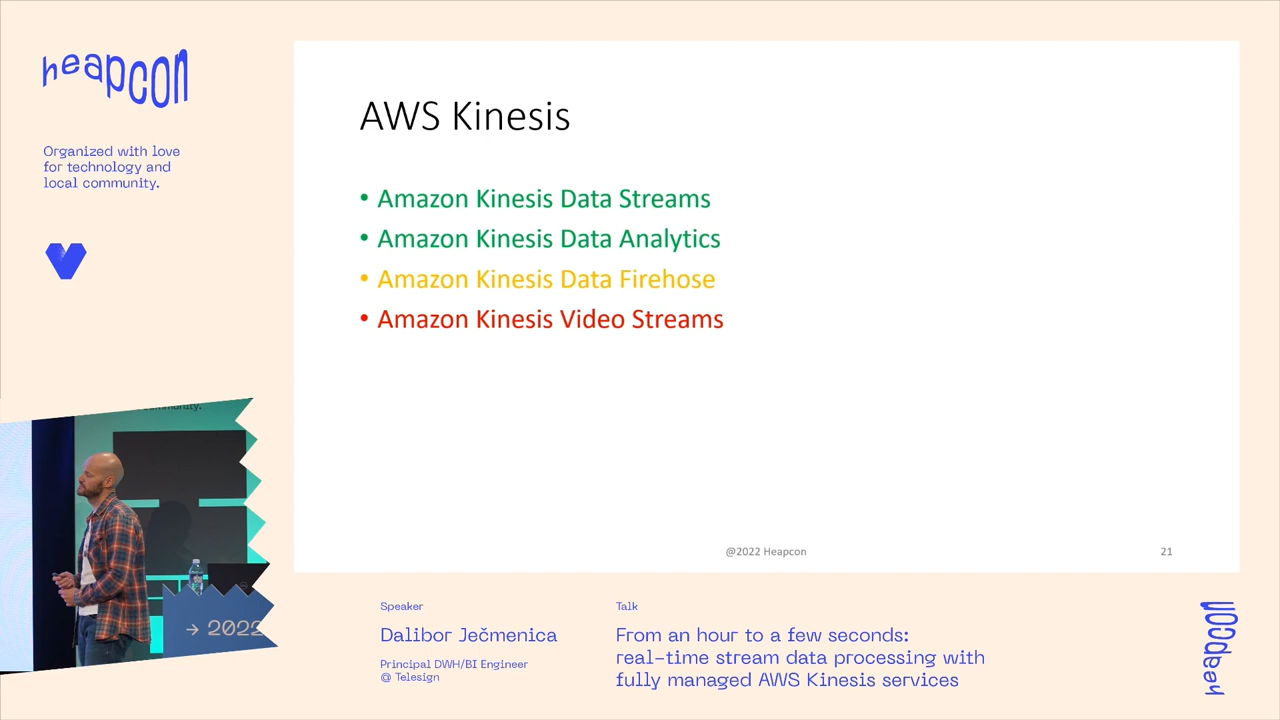 heapcon
Organized with love
for technology and
local community.
AWS Kinesis
• Amazon Kinesis Data Streams
• Amazon Kinesis Data Analytics
• Amazon Kinesis Data Firehose
• Amazon Kinesis Video Streams
@2022 Heapcon
21
community.
→ 2022
Speaker
Dalibor Ječmenica
Principal DWH/BI Engineer
@ Telesign
Talk
From an hour to a few seconds:
real-time stream data processing with
fully managed AWS Kinesis services
heapcon